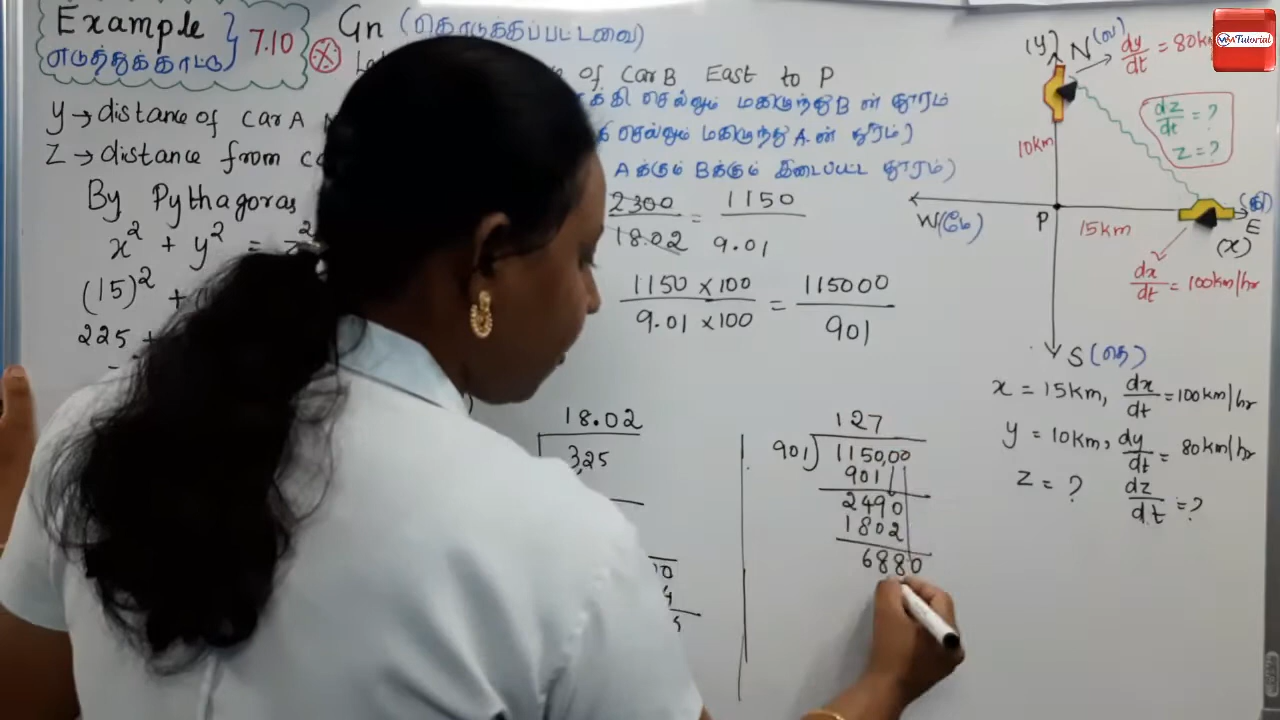 Example
எடுத்துக்காட்டு
7.10
Gn (கொடுக்கப்பட்டவை)
of Car B East to P
செல்லும் மகிழுந்து B ன் தூரம்
y → distance of car A
செல்லும் மகிழுந்து A ன் தூரம்)
Z → distance from
A க்கும் B க்கும் இடைப்பட்ட தூரம்)
By Pythagoras
x² + y² =
(15)² +
225 +
2300/18.02 = 1150/9.01
1150 x 100/9.01 x 100 = 115000/901
18.02
3,25
127
901) 1150,00
901
2490
1802
6880
(y) N
dy/dt = 80k
dz/dt = ?
z = ?
10km
W(மே)
P
15km
E
(x)
dx/dt = 100km/hr
S (தெ)
x = 15km, dx/dt = 100km/hr
y = 10km, dy/dt = 80km/hr
z = ? dz/dt = ?
Tutorial